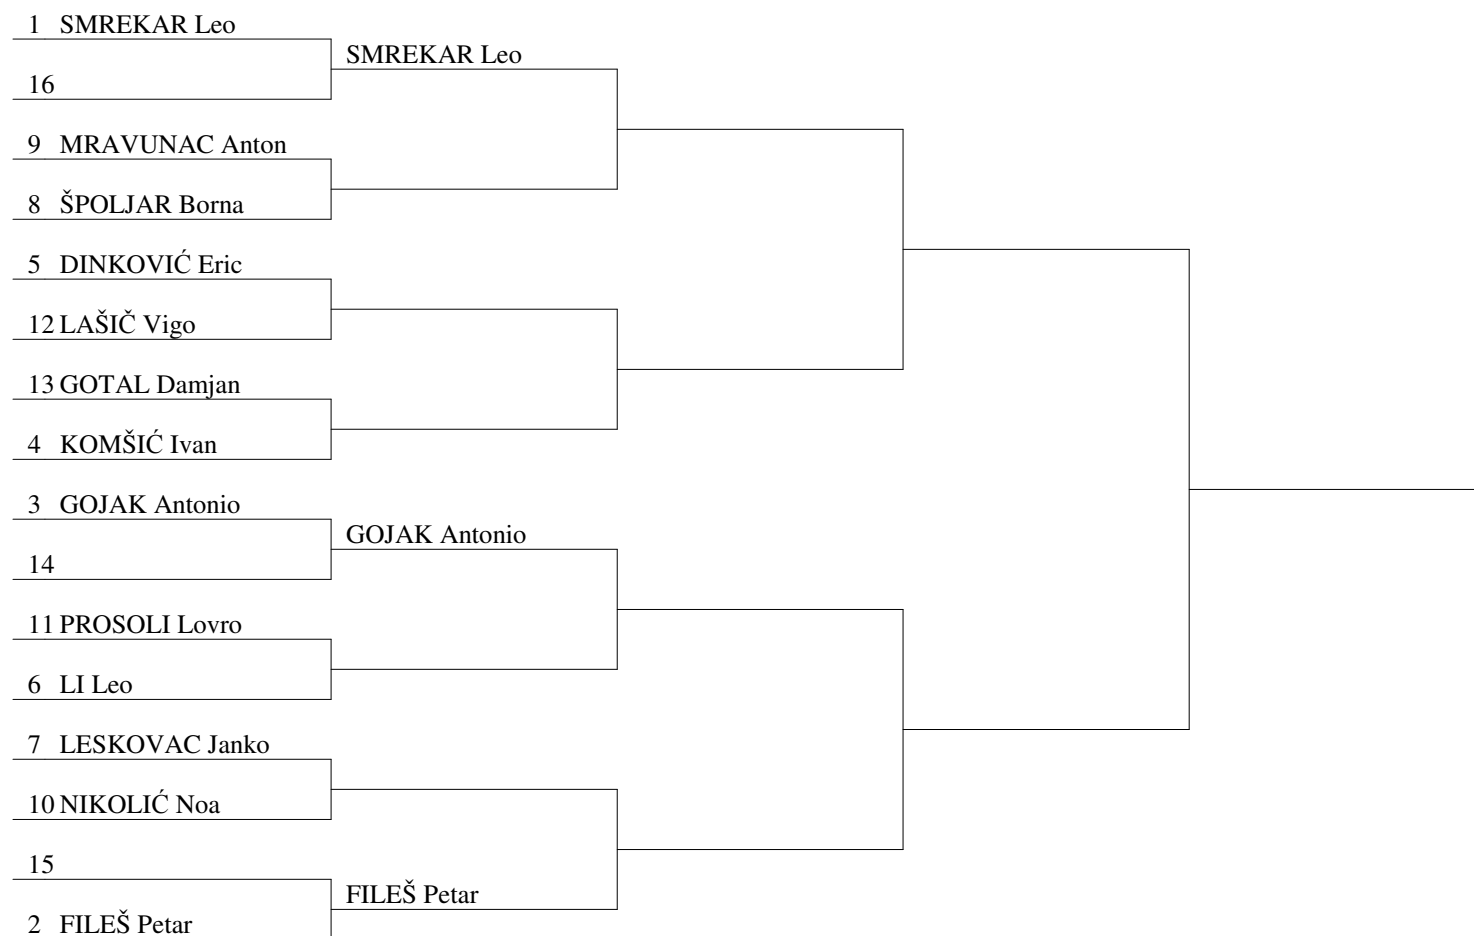 1 SMREKAR Leo
SMREKAR Leo
16
9 MRAVUNAC Anton
8 ŠPOLJAR Borna
5 DINKOVIĆ Eric
12 LAŠIČ Vigo
13 GOTAL Damjan
4 KOMŠIĆ Ivan
3 GOJAK Antonio
GOJAK Antonio
14
11 PROSOLI Lovro
6 LI Leo
7 LESKOVAC Janko
10 NIKOLIĆ Noa
15
FILEŠ Petar
2 FILEŠ Petar